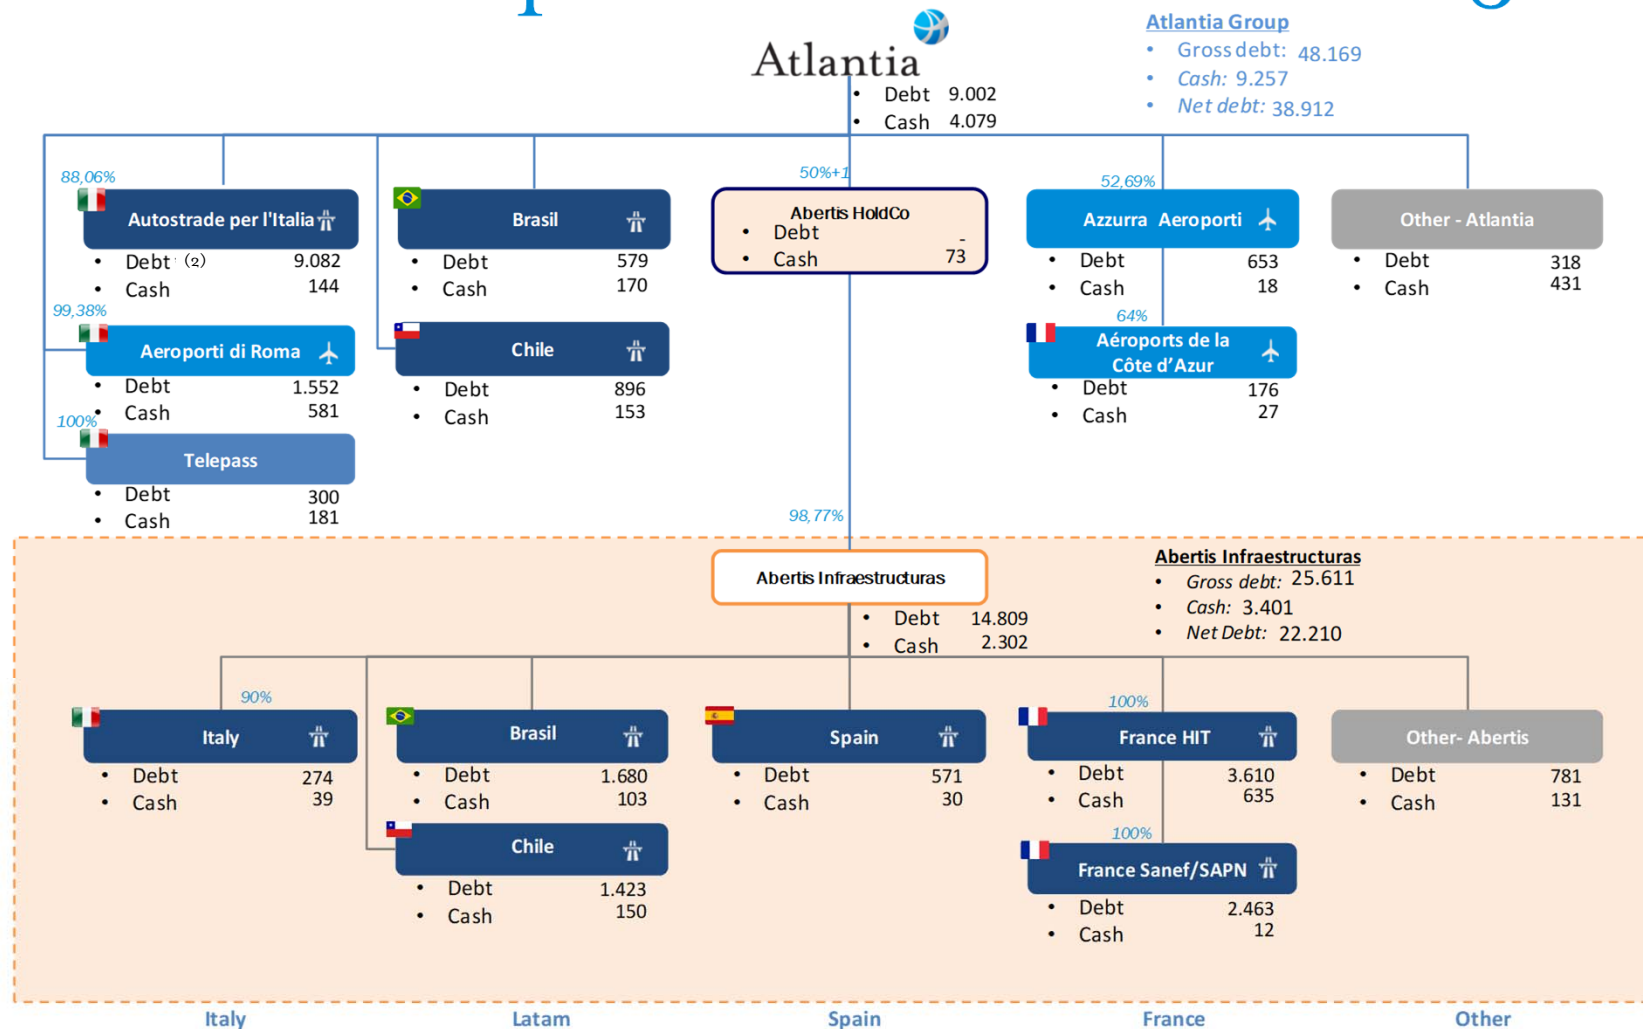 Atlantia
Debt 9.002
Cash 4.079
Atlantia Group
Gross debt: 48.169
Cash: 9.257
Net debt: 38.912
88,06%
Autostrade per l'Italia
Debt (2) 9.082
Cash 144
99,38%
Aeroporti di Roma
Debt 1.552
Cash 581
100%
Telepass
Debt 300
Cash 181
Brasil
Debt 579
Cash 170
Chile
Debt 896
Cash 153
50%+1
Abertis HoldCo
Debt -
Cash 73
98,77%
52,69%
Azzurra Aeroporti
Debt 653
Cash 18
64%
Aéroports de la
Côte d’Azur
Debt 176
Cash 27
Other - Atlantia
Debt 318
Cash 431
Abertis Infraestructuras
Debt 14.809
Cash 2.302
Abertis Infraestructuras
Gross debt: 25.611
Cash: 3.401
Net Debt: 22.210
90%
Italy
Debt 274
Cash 39
Brasil
Debt 1.680
Cash 103
Chile
Debt 1.423
Cash 150
Spain
Debt 571
Cash 30
100%
France HIT
Debt 3.610
Cash 635
100%
France Sanef/SAPN
Debt 2.463
Cash 12
Other- Abertis
Debt 781
Cash 131
Italy
Latam
Spain
France
Other